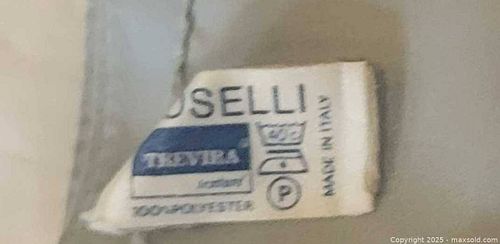 OSELLI
TREVIRA
100% POLYESTER
40°
P
MADE IN ITALY
Copyright © 2025 - maxsold.com